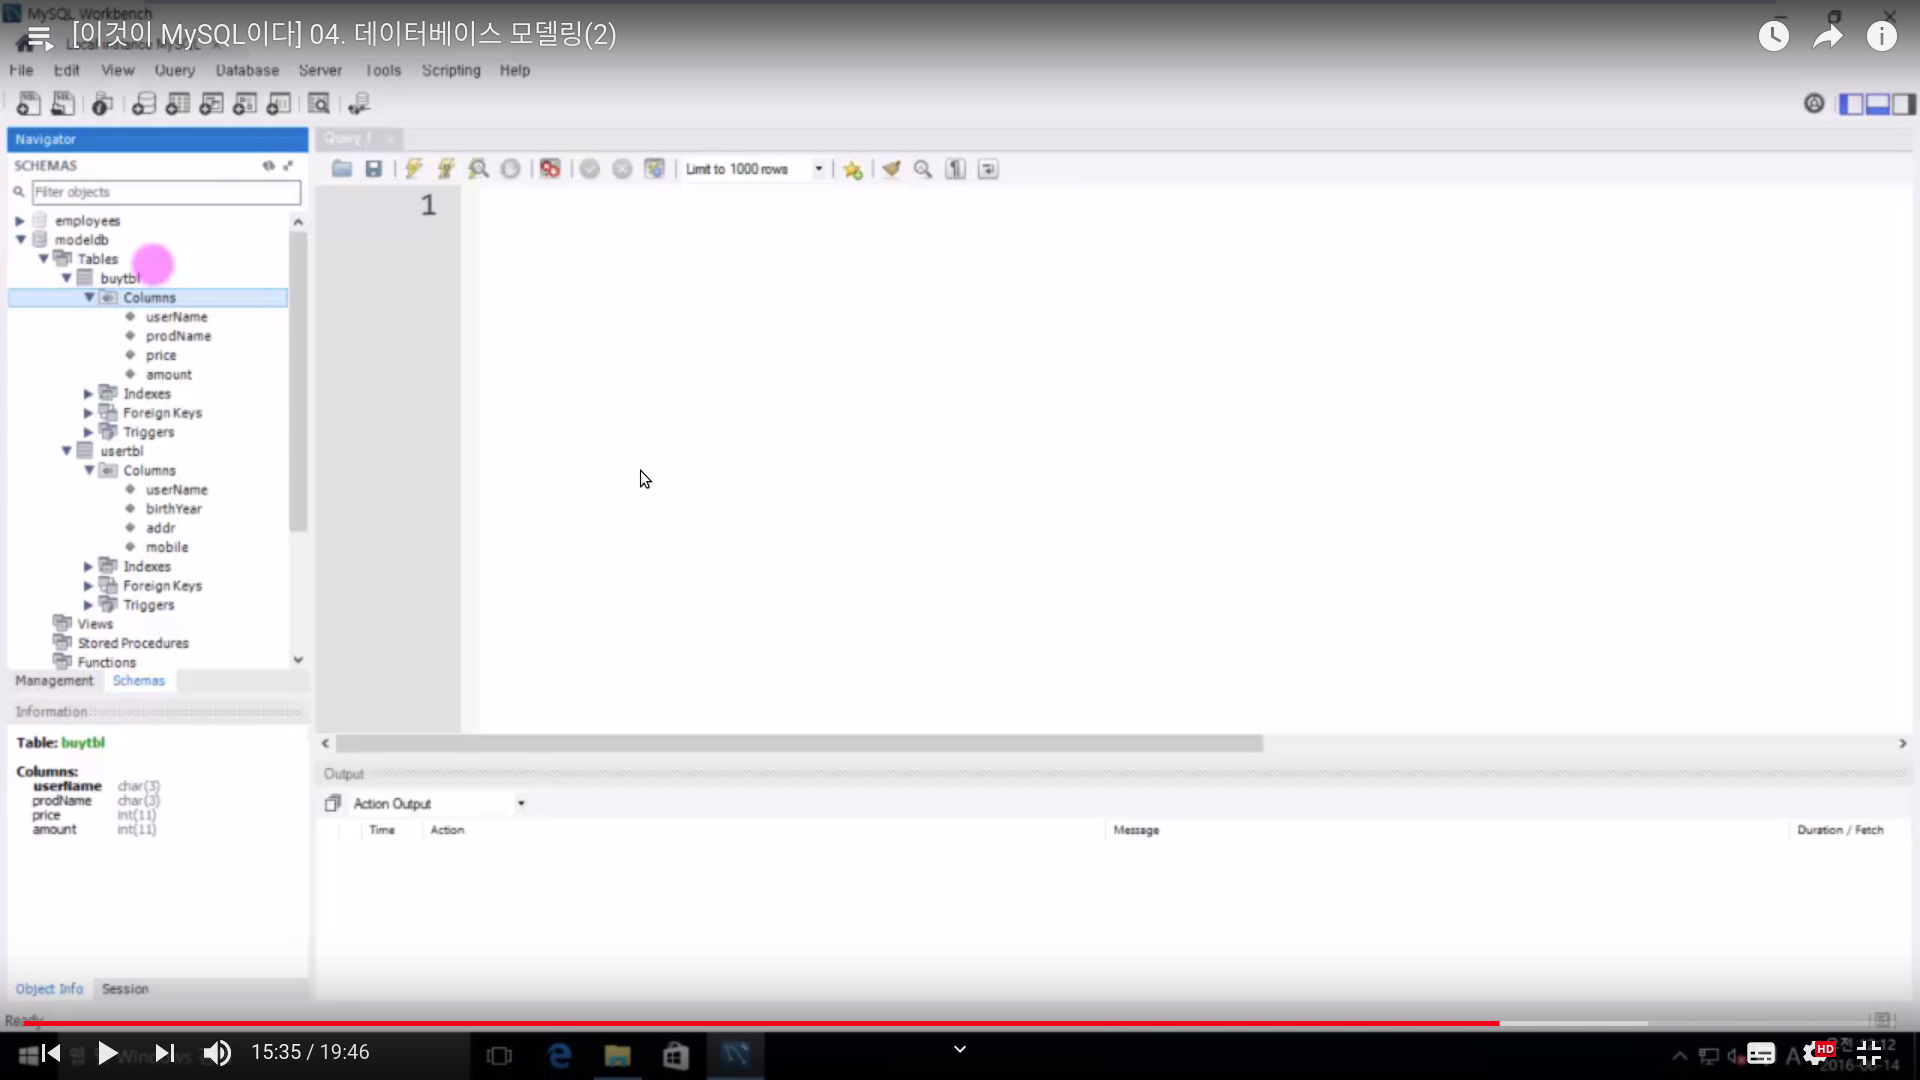 MySQL Workbench
[이것이 MySQL이다] 04. 데이터베이스 모델링(2)
File Edit View Query Database Server Tools Scripting Help
Navigator
Query 1
SCHEMAS
Limit to 1000 rows
Filter objects
1
employees
modeldb
Tables
buytbl
Columns
userName
prodName
price
amount
Indexes
Foreign Keys
Triggers
usertbl
Columns
userName
birthYear
addr
mobile
Indexes
Foreign Keys
Triggers
Views
Stored Procedures
Functions
Management Schemas
Information
Table: buytbl
Columns:
userName char(3)
prodName char(3)
price int(11)
amount int(11)
Output
Action Output
Time Action Message Duration / Fetch
Object Info Session
Ready
15:35 / 19:46
HD